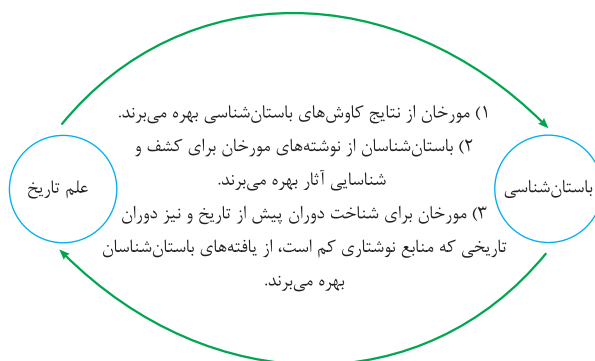 ۱) مورخان از نتایج کاوش‌های باستان‌شناسی بهره می‌برند.
۲) باستان‌شناسان از نوشته‌های مورخان برای کشف و
شناسایی آثار بهره می‌برند.
۳) مورخان برای شناخت دوران پیش از تاریخ و نیز دوران
تاریخی که منابع نوشتاری کم است، از یافته‌های باستان‌شناسان
بهره می‌برند.
باستان‌شناسی
علم تاریخ